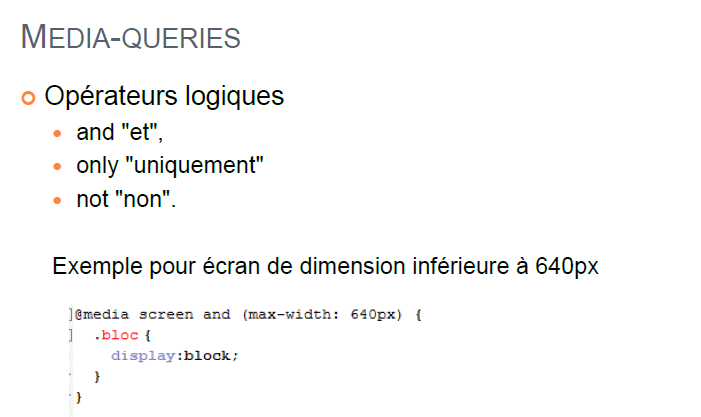 MEDIA-QUERIES
Opérateurs logiques
and "et",
only "uniquement"
not "non".
Exemple pour écran de dimension inférieure à 640px
@media screen and (max-width: 640px) {
.bloc {
display:block;
}
}